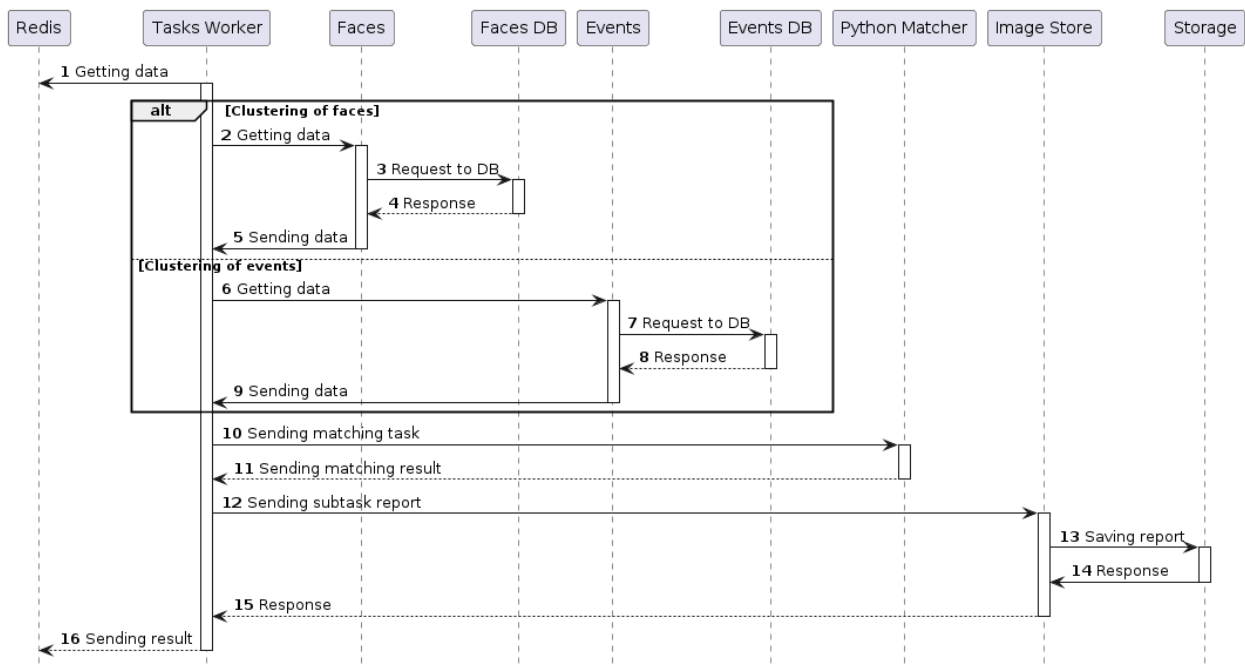 Redis
Tasks Worker
Faces
Faces DB
Events
Events DB
Python Matcher
Image Store
Storage
1 Getting data
alt [Clustering of faces]
2 Getting data
3 Request to DB
4 Response
5 Sending data
[Clustering of events]
6 Getting data
7 Request to DB
8 Response
9 Sending data
10 Sending matching task
11 Sending matching result
12 Sending subtask report
13 Saving report
14 Response
15 Response
16 Sending result